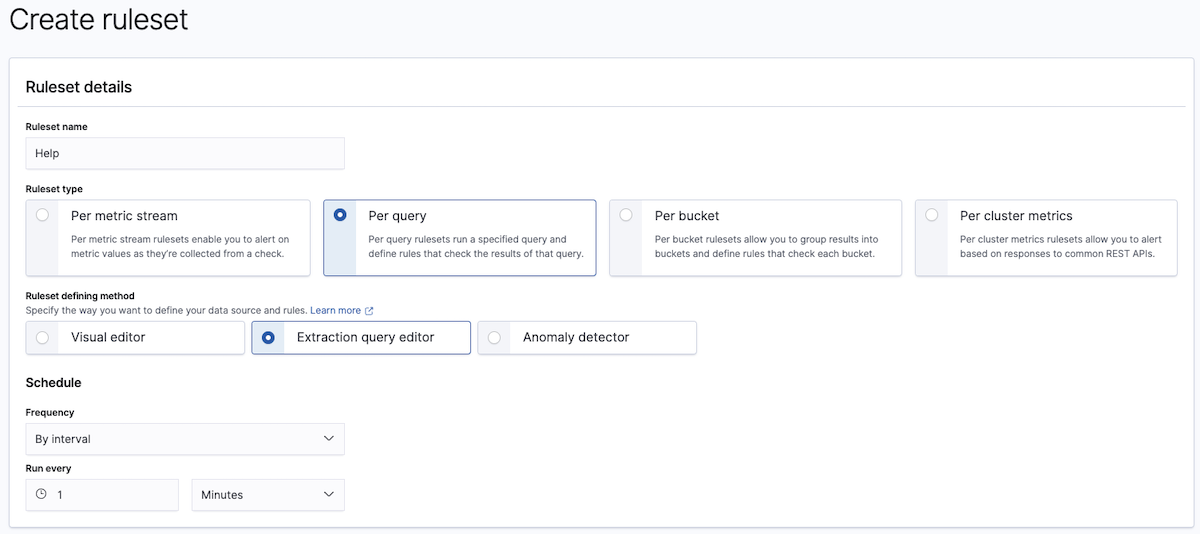 Create ruleset
Ruleset details
Ruleset name
Help
Ruleset type
Per metric stream
Per metric stream rulesets enable you to alert on
metric values as they're collected from a check.
Per query
Per query rulesets run a specified query and
define rules that check the results of that query.
Per bucket
Per bucket rulesets allow you to group results into
buckets and define rules that check each bucket.
Per cluster metrics
Per cluster metrics rulesets allow you to alert
based on responses to common REST APIs.
Ruleset defining method
Specify the way you want to define your data source and rules. Learn more
Visual editor
Extraction query editor
Anomaly detector
Schedule
Frequency
By interval
Run every
1
Minutes